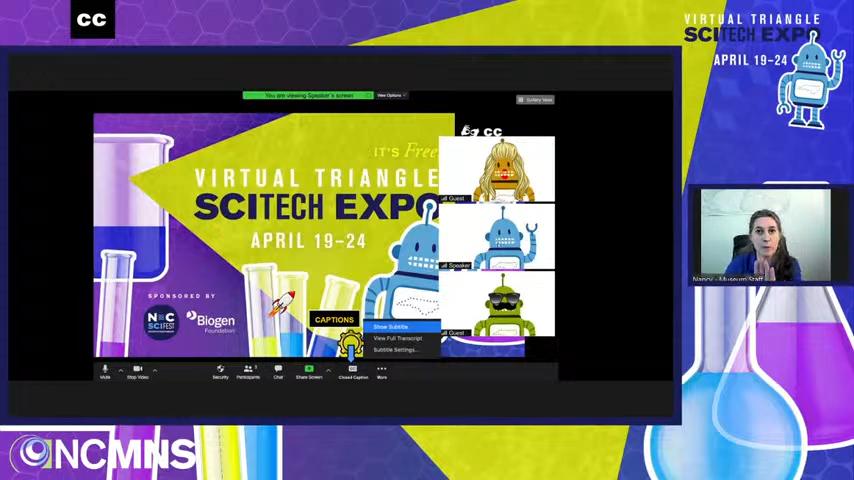 CC
VIRTUAL TRIANGLE
SCITECH EXPO
APRIL 19-24
You are viewing Speaker's screen
View Options
Gallery View
CC
IT'S Free
VIRTUAL TRIANGLE
SCITECH EXPO
APRIL 19-24
SPONSORED BY
NC
SCIFEST
Biogen
Foundation
Guest
Speaker
Guest
CAPTIONS
Show Subtitle
View Full Transcript
Subtitle Settings...
Mute
Stop Video
Security
Participants
Chat
Share Screen
Closed Caption
More
Nancy - Museum Staff
NCMNS